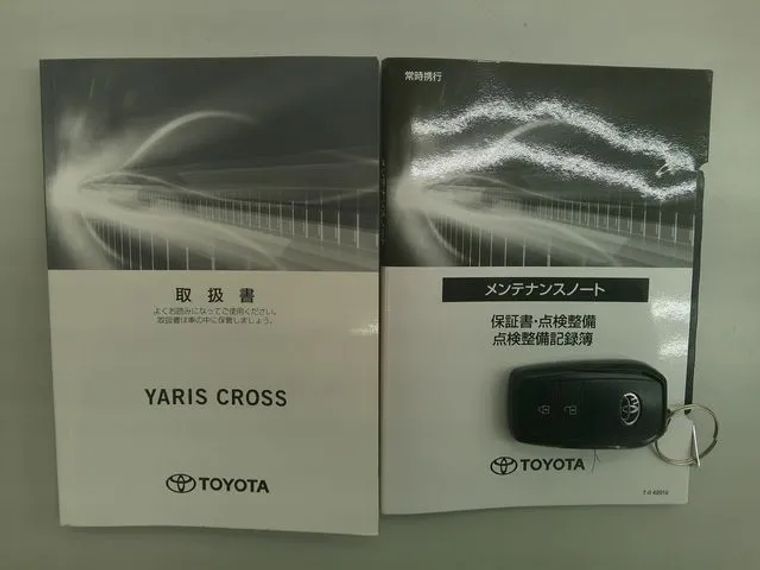 取扱書
よくお読みになってご使用ください。
取扱書は車の中に保管しましょう。
YARIS CROSS
TOYOTA
常時携行
メンテナンスノート
保証書・点検整備
点検整備記録簿
TOYOTA